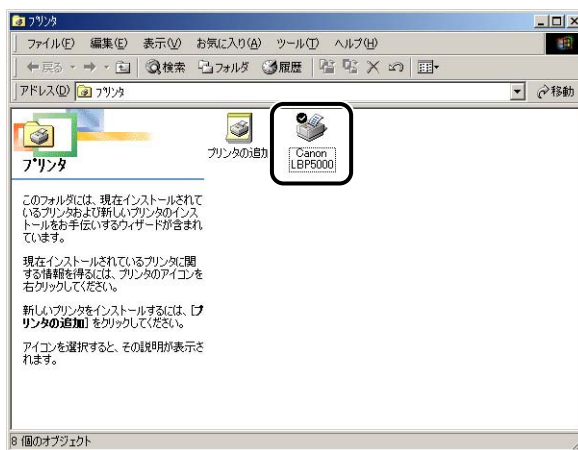 プリンタ
ファイル(F) 編集(E) 表示(V) お気に入り(A) ツール(T) ヘルプ(H)
戻る 検索 フォルダ 履歴
アドレス(D) プリンタ 移動
プリンタ
プリンタの追加
Canon
LBP5000
このフォルダには、現在インストールされて
いるプリンタおよび新しいプリンタのインス
トールをお手伝いするウィザードが含まれ
ています。
現在インストールされているプリンタに関
する情報を得るには、プリンタのアイコンを
右クリックしてください。
新しいプリンタをインストールするには、[プ
リンタの追加] をクリックしてください。
アイコンを選択すると、その説明が表示さ
れます。
8 個のオブジェクト